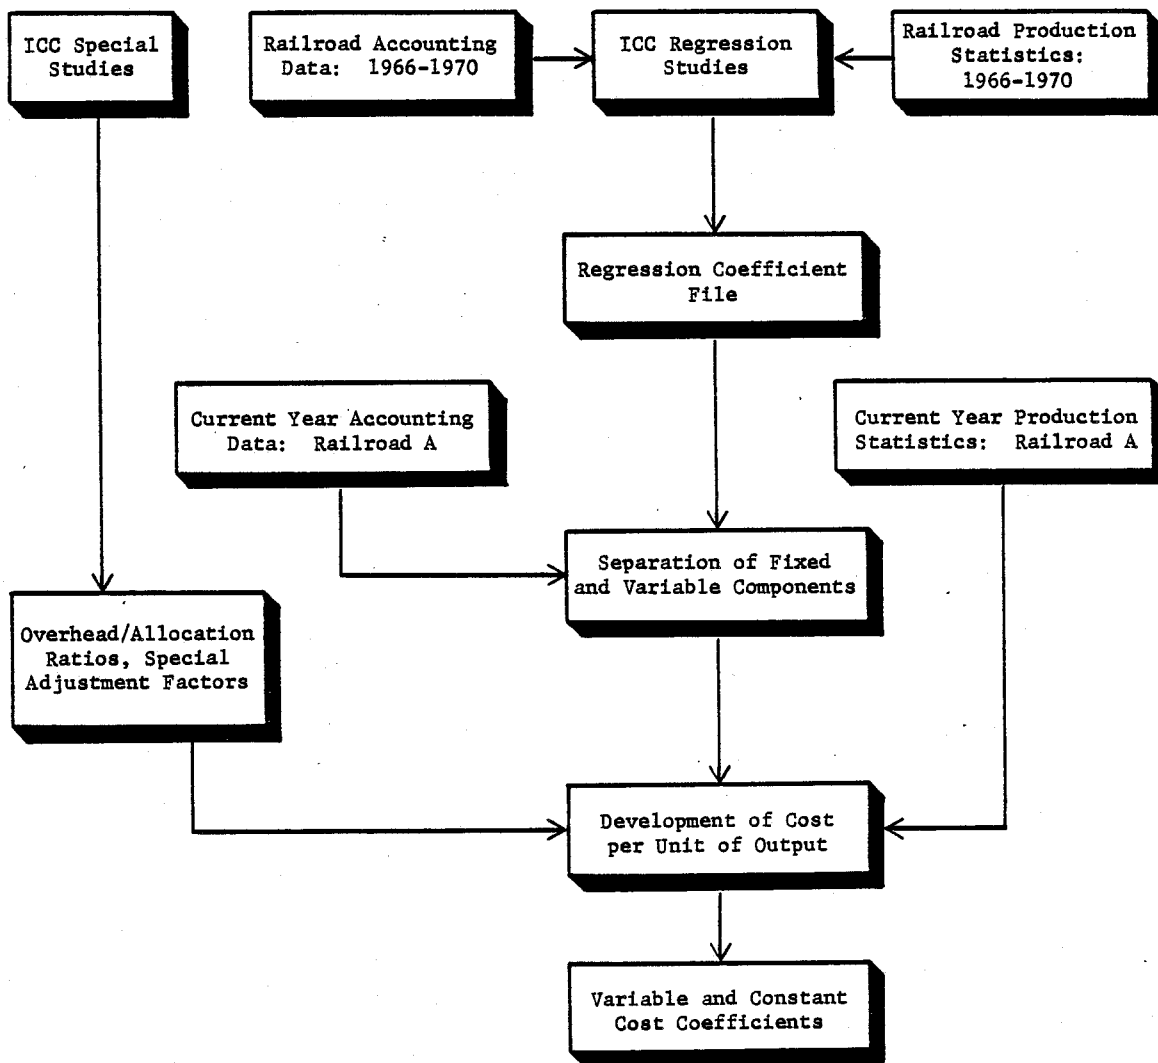 ICC Special
Studies
Railroad Accounting
Data: 1966-1970
ICC Regression
Studies
Railroad Production
Statistics:
1966-1970
Regression Coefficient
File
Current Year Accounting
Data: Railroad A
Current Year Production
Statistics: Railroad A
Separation of Fixed
and Variable Components
Overhead/Allocation
Ratios, Special
Adjustment Factors
Development of Cost
per Unit of Output
Variable and Constant
Cost Coefficients